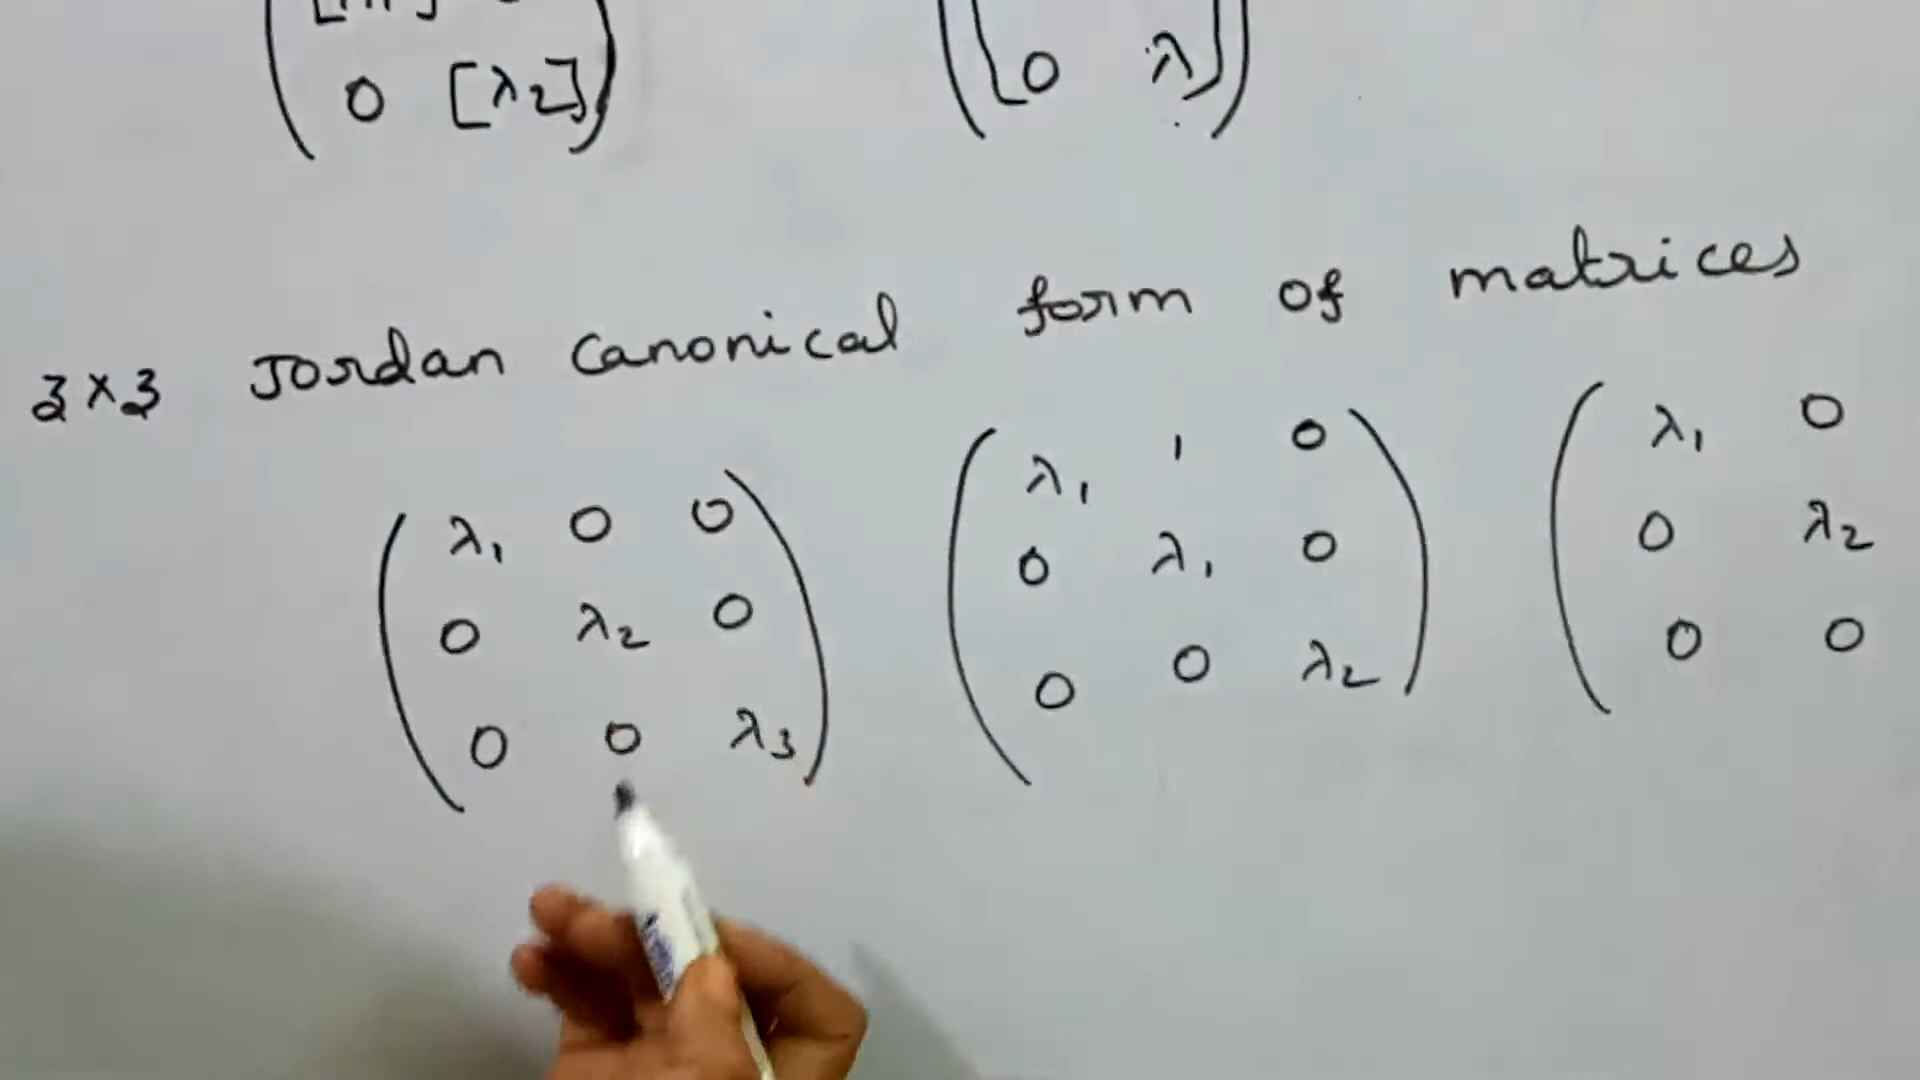 0 [λ2] 0 λ
3×3 Jordan canonical form of matrices
λ1 0 0 λ1 1 0 λ1 0
0 λ2 0 0 λ1 0 0 λ2
0 0 λ3 0 0 λ2 0 0